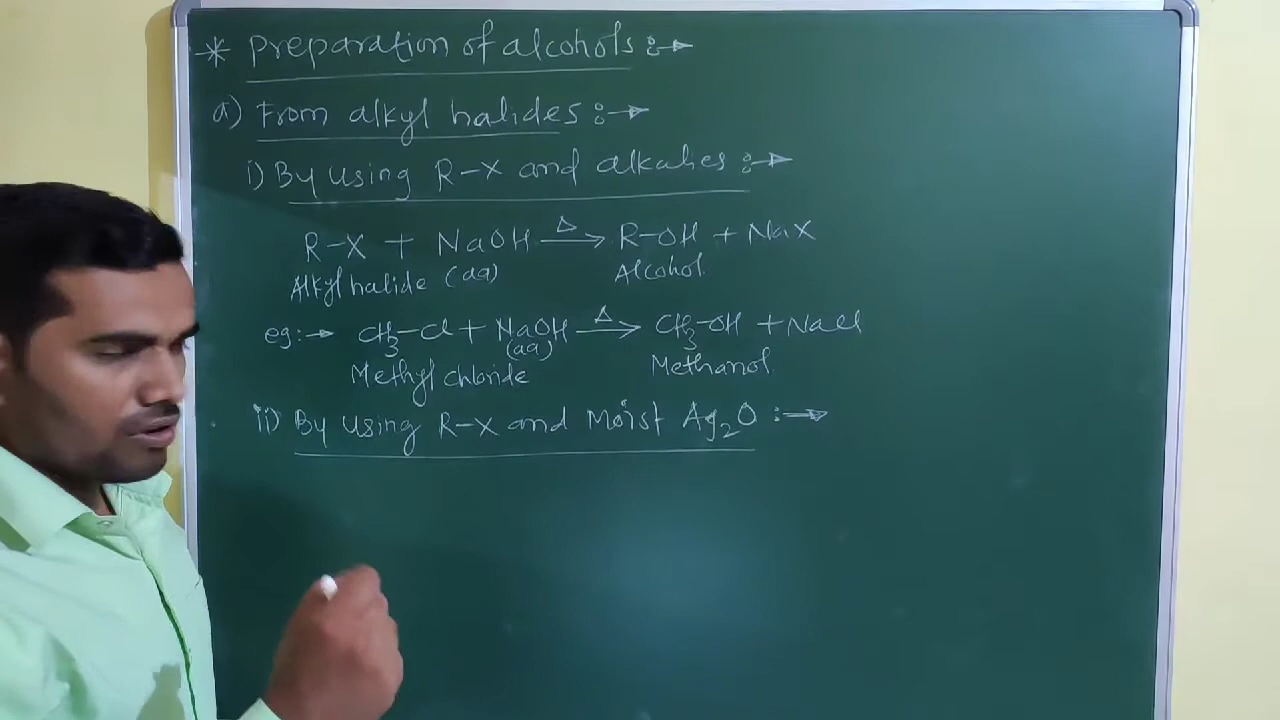 * Preparation of alcohols :→
a) From alkyl halides :→
i) By using R-X and alkalies :→
R-X + NaOH →Δ R-OH + NaX
Alkyl halide (aq) Alcohol
eg :→ CH₃-Cl + NaOH →Δ CH₃-OH + NaCl
(aq)
Methyl chloride Methanol
ii) By using R-X and Moist Ag₂O :→